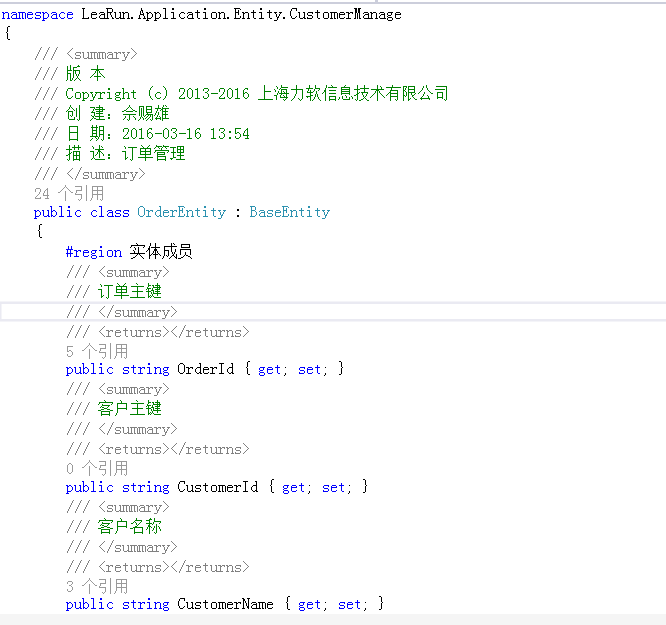 namespace LeaRun.Application.Entity.CustomerManage
{
/// <summary>
/// 版 本
/// Copyright (c) 2013-2016 上海力软信息技术有限公司
/// 创 建：佘赐雄
/// 日 期：2016-03-16 13:54
/// 描 述：订单管理
/// </summary>
24 个引用
public class OrderEntity : BaseEntity
{
#region 实体成员
/// <summary>
/// 订单主键
/// </summary>
/// <returns></returns>
5 个引用
public string OrderId { get; set; }
/// <summary>
/// 客户主键
/// </summary>
/// <returns></returns>
0 个引用
public string CustomerId { get; set; }
/// <summary>
/// 客户名称
/// </summary>
/// <returns></returns>
3 个引用
public string CustomerName { get; set; }